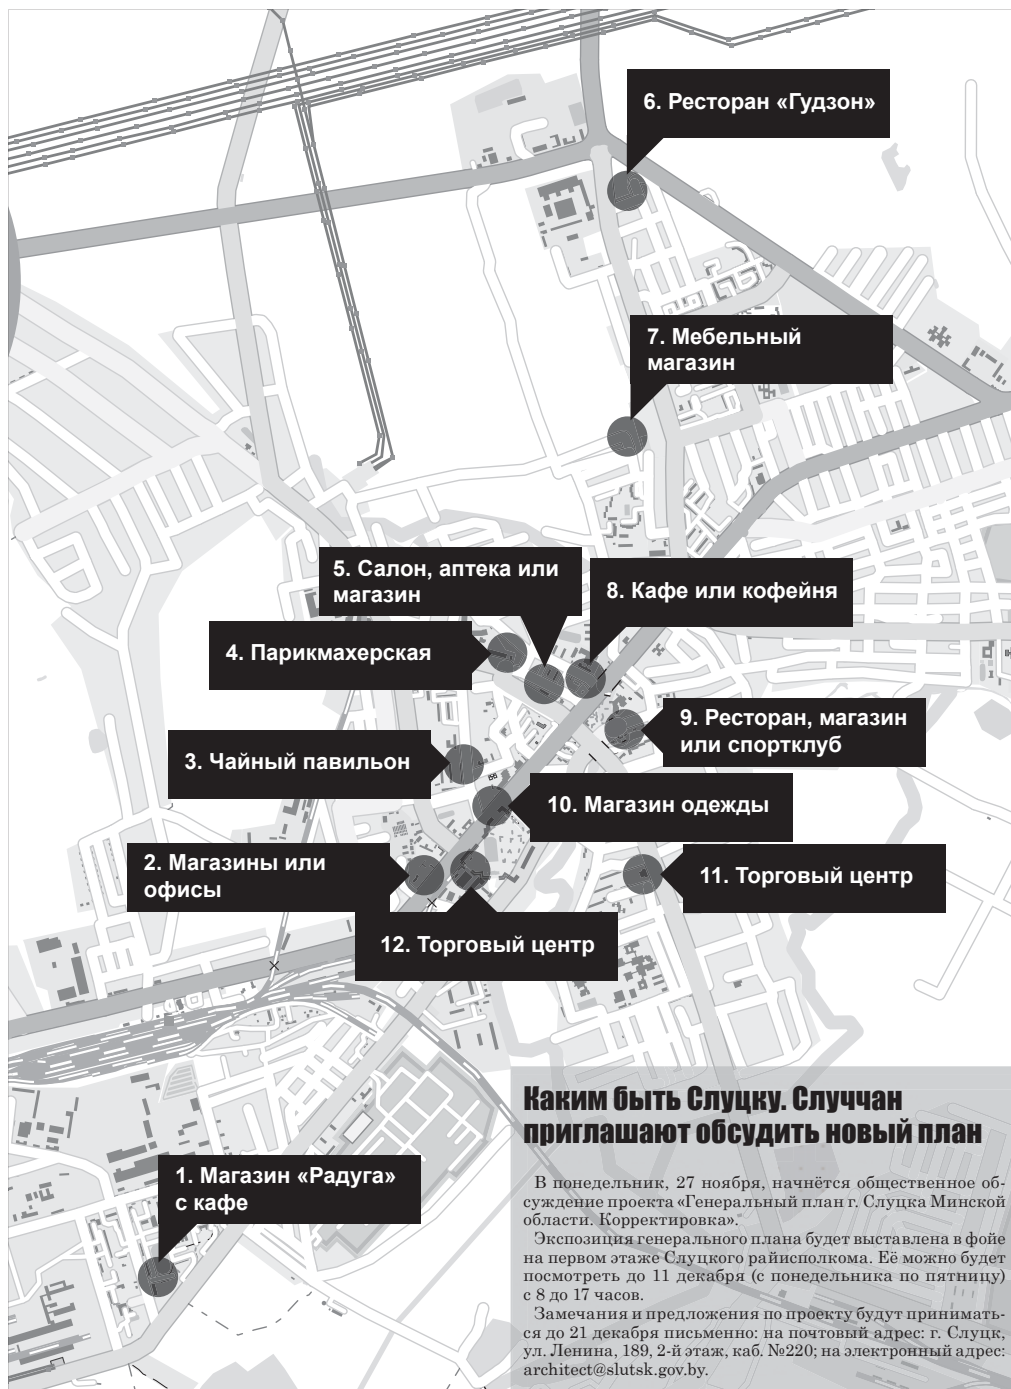 6. Ресторан «Гудзон»
7. Мебельный
магазин
5. Салон, аптека или
магазин
8. Кафе или кофейня
4. Парикмахерская
9. Ресторан, магазин
или спортклуб
3. Чайный павильон
10. Магазин одежды
2. Магазины или
офисы
11. Торговый центр
12. Торговый центр
1. Магазин «Радуга»
с кафе
Каким быть Слуцку. Случчан
приглашают обсудить новый план
В понедельник, 27 ноября, начнётся общественное об-
суждение проекта «Генеральный план г. Слуцка Минской
области. Корректировка».
Экспозиция генерального плана будет выставлена в фойе
на первом этаже Слуцкого райисполкома. Её можно будет
посмотреть до 11 декабря (с понедельника по пятницу)
с 8 до 17 часов.
Замечания и предложения по проекту будут принимать-
ся до 21 декабря письменно: на почтовый адрес: г. Слуцк,
ул. Ленина, 189, 2-й этаж, каб. №220; на электронный адрес:
architect@slutsk.gov.by.